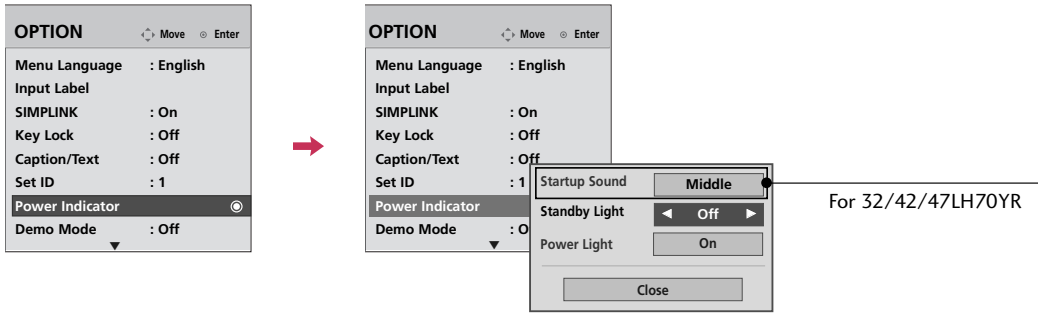 OPTION Move Enter
Menu Language : English
Input Label
SIMPLINK : On
Key Lock : Off
Caption/Text : Off
Set ID : 1
Power Indicator
Demo Mode : Off
OPTION Move Enter
Menu Language : English
Input Label
SIMPLINK : On
Key Lock : Off
Caption/Text : Off
Set ID : 1
Power Indicator
Demo Mode : O
Startup Sound Middle
Standby Light ◀ Off ▶
Power Light On
Close
For 32/42/47LH70YR